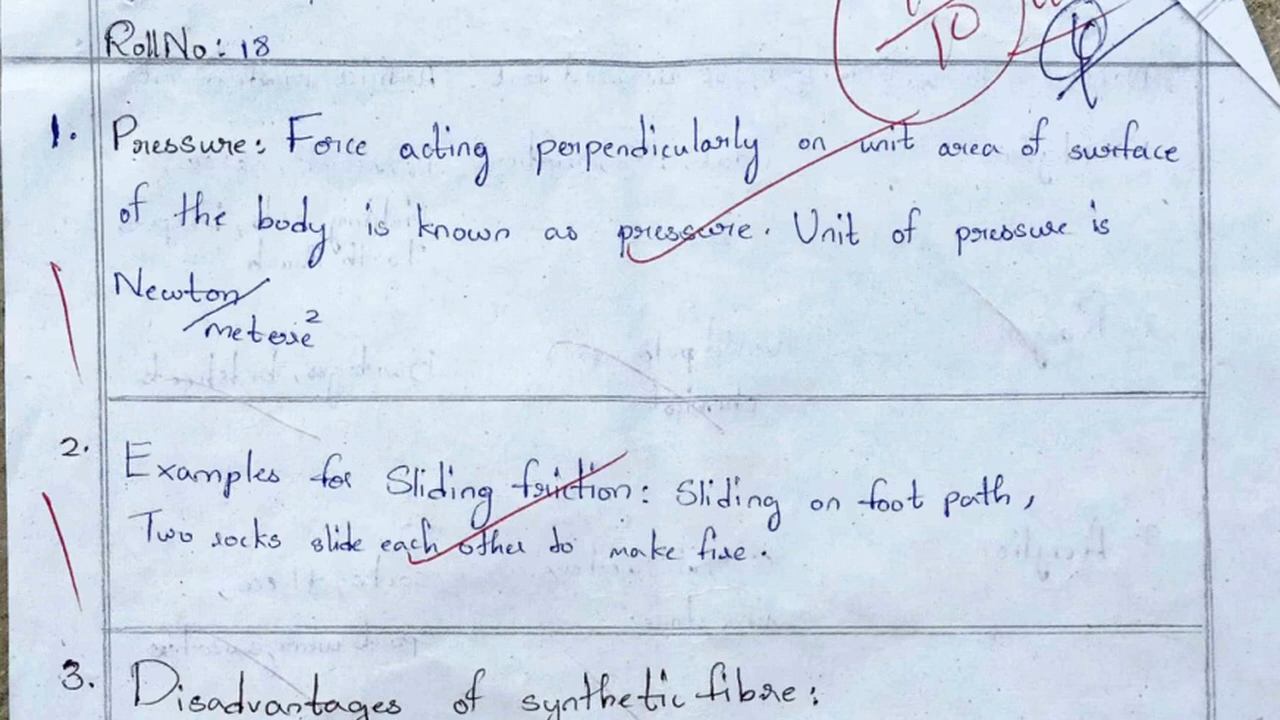 Roll No: 18
10
1. Pressure: Force acting perpendicularly on unit area of surface
of the body is known as pressure. Unit of pressure is
Newton/
metere²
2. Examples for Sliding friction: Sliding on foot path,
Two rocks slide each other to make fire.
3. Disadvantages of synthetic fibre: